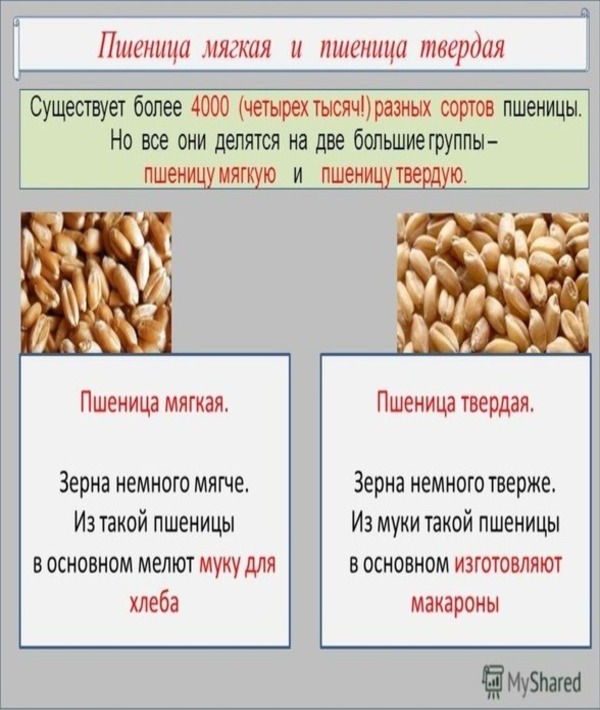 Пшеница мягкая и пшеница твердая
Существует более 4000 (четырех тысяч!) разных сортов пшеницы.
Но все они делятся на две большие группы –
пшеницу мягкую и пшеницу твердую.
Пшеница мягкая.
Зерна немного мягче.
Из такой пшеницы
в основном мелют муку для
хлеба
Пшеница твердая.
Зерна немного тверже.
Из муки такой пшеницы
в основном изготовляют
макароны
MyShared